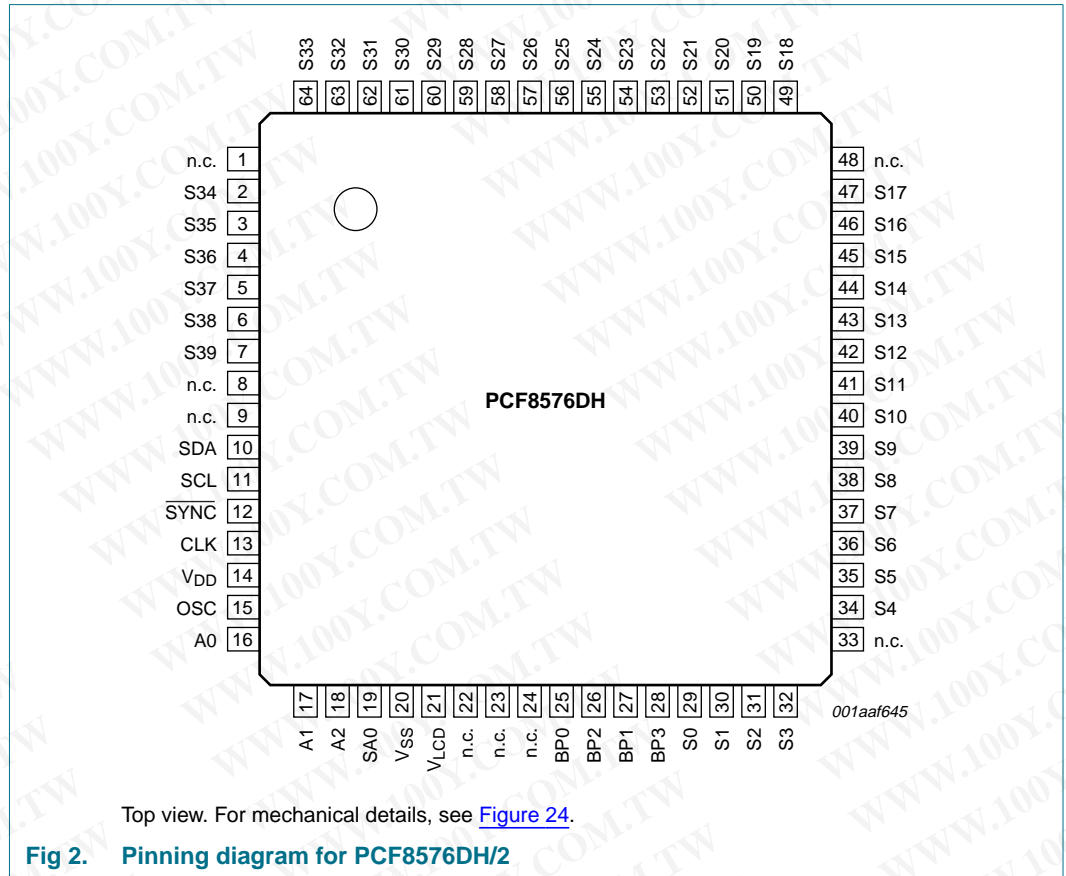 S33 S32 S31 S30 S29 S28 S27 S26 S25 S24 S23 S22 S21 S20 S19 S18
64 63 62 61 60 59 58 57 56 55 54 53 52 51 50 49
n.c. 1 48 n.c.
S34 2 47 S17
S35 3 46 S16
S36 4 45 S15
S37 5 44 S14
S38 6 43 S13
S39 7 42 S12
n.c. 8 41 S11
PCF8576DH
n.c. 9 40 S10
SDA 10 39 S9
SCL 11 38 S8
SYNC 12 37 S7
CLK 13 36 S6
VDD 14 35 S5
OSC 15 34 S4
A0 16 33 n.c.
17 18 19 20 21 22 23 24 25 26 27 28 29 30 31 32
A1 A2 SA0 VSS VLCD n.c. n.c. n.c. BP0 BP2 BP1 BP3 S0 S1 S2 S3
001aaf645
Top view. For mechanical details, see Figure 24.
Fig 2. Pinning diagram for PCF8576DH/2
WWW.100Y.COM.TW